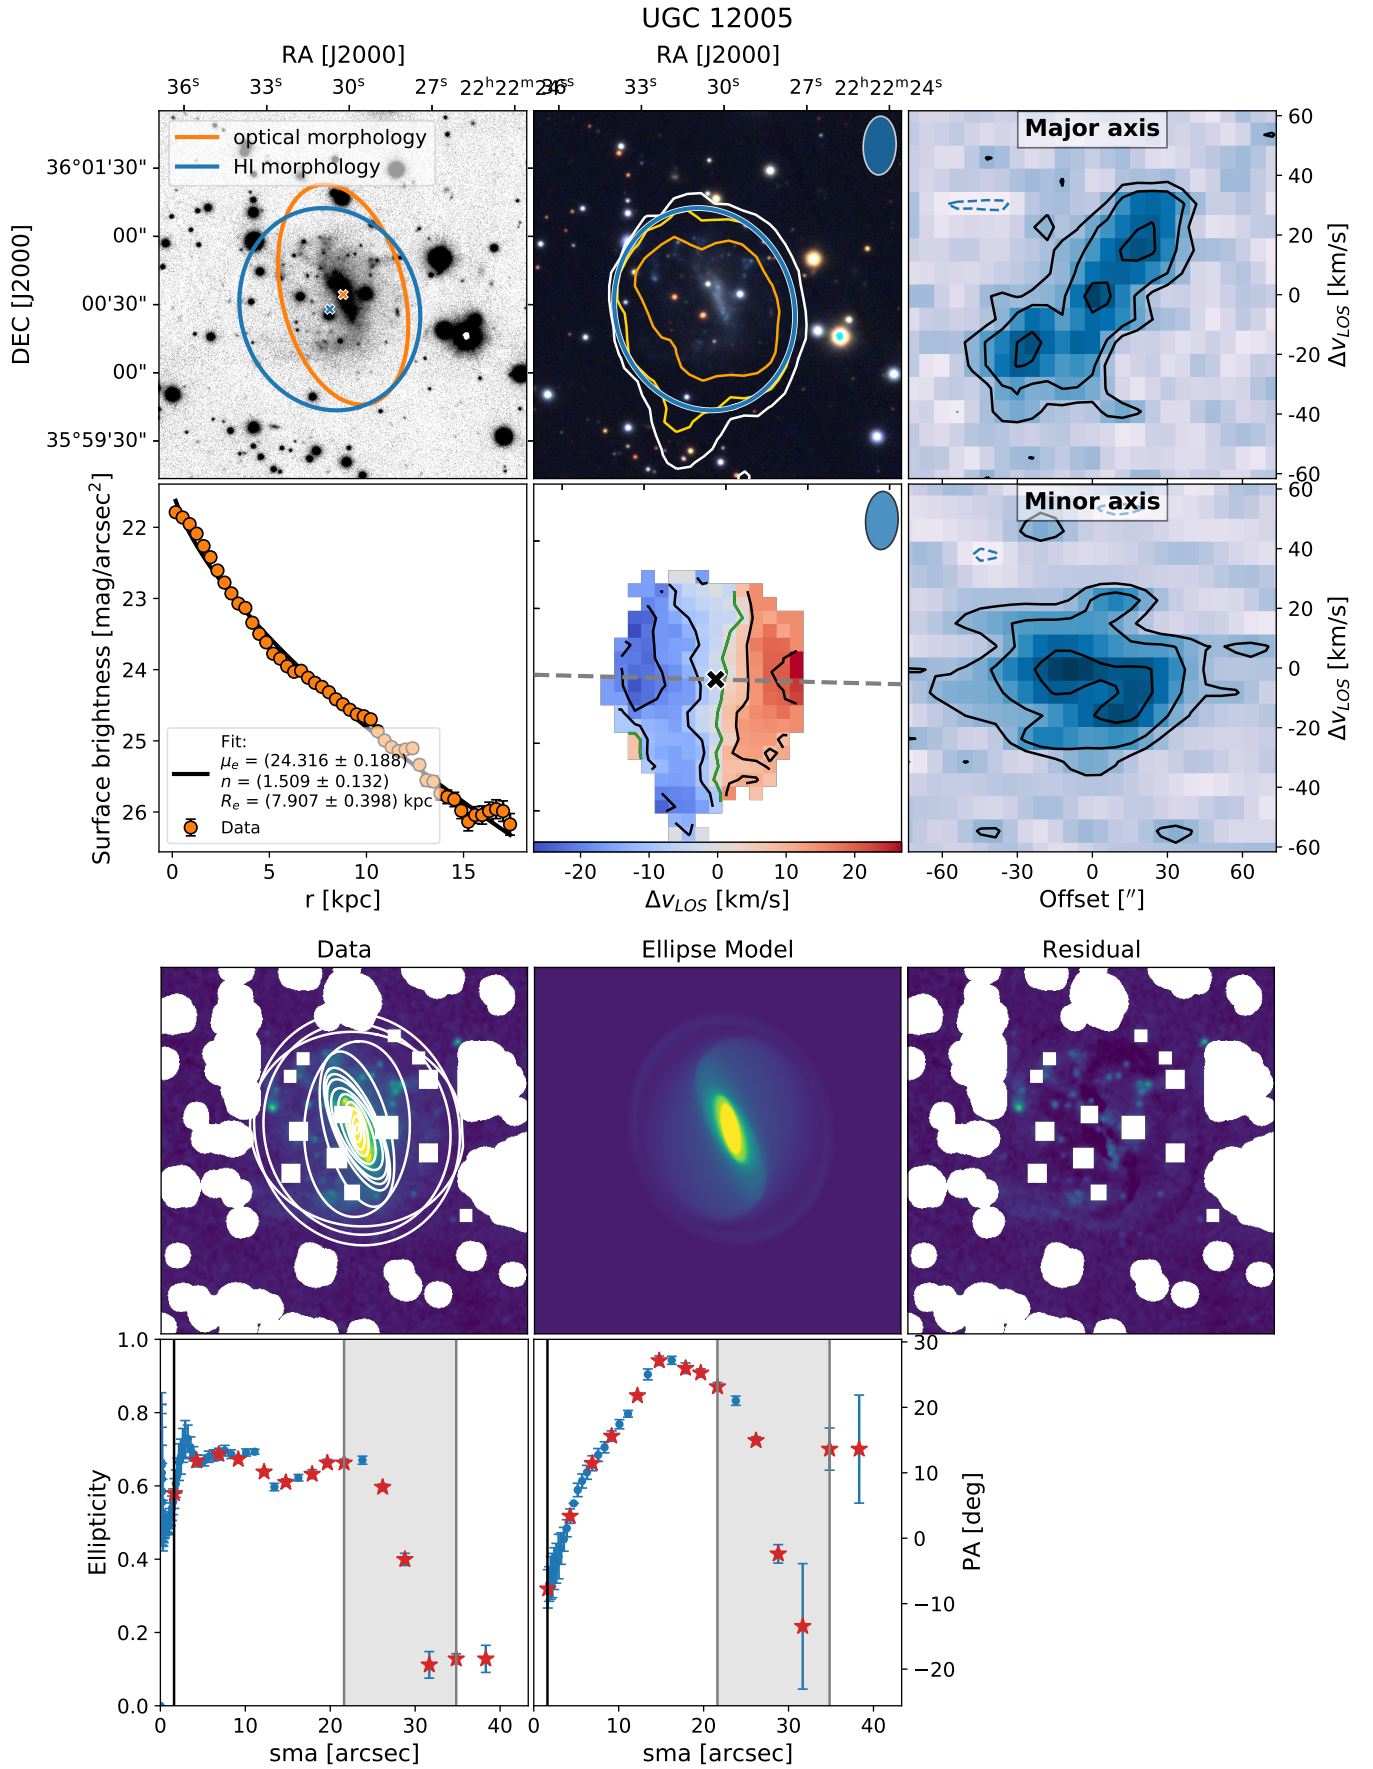 UGC 12005
RA [J2000] RA [J2000]
36s 33s 30s 27s 22h22m24s 36s 33s 30s 27s 22h22m24s
optical morphology
HI morphology
DEC [J2000]
36°01'30"
00"
00'30"
00"
35°59'30"
Major axis
60
40
20
0
-20
-40
-60
Δv_LOS [km/s]
Surface brightness [mag/arcsec²]
22
23
24
25
26
Fit:
μ_e = (24.316 ± 0.188)
n = (1.509 ± 0.132)
R_e = (7.907 ± 0.398) kpc
Data
0 5 10 15
r [kpc]
-20 -10 0 10 20
Δv_LOS [km/s]
Minor axis
60
40
20
0
-20
-40
-60
Δv_LOS [km/s]
-60 -30 0 30 60
Offset [″]
Data Ellipse Model Residual
Ellipticity
1.0
0.8
0.6
0.4
0.2
0.0
0 10 20 30 40
sma [arcsec]
30
20
10
0
−10
−20
PA [deg]
0 10 20 30 40
sma [arcsec]